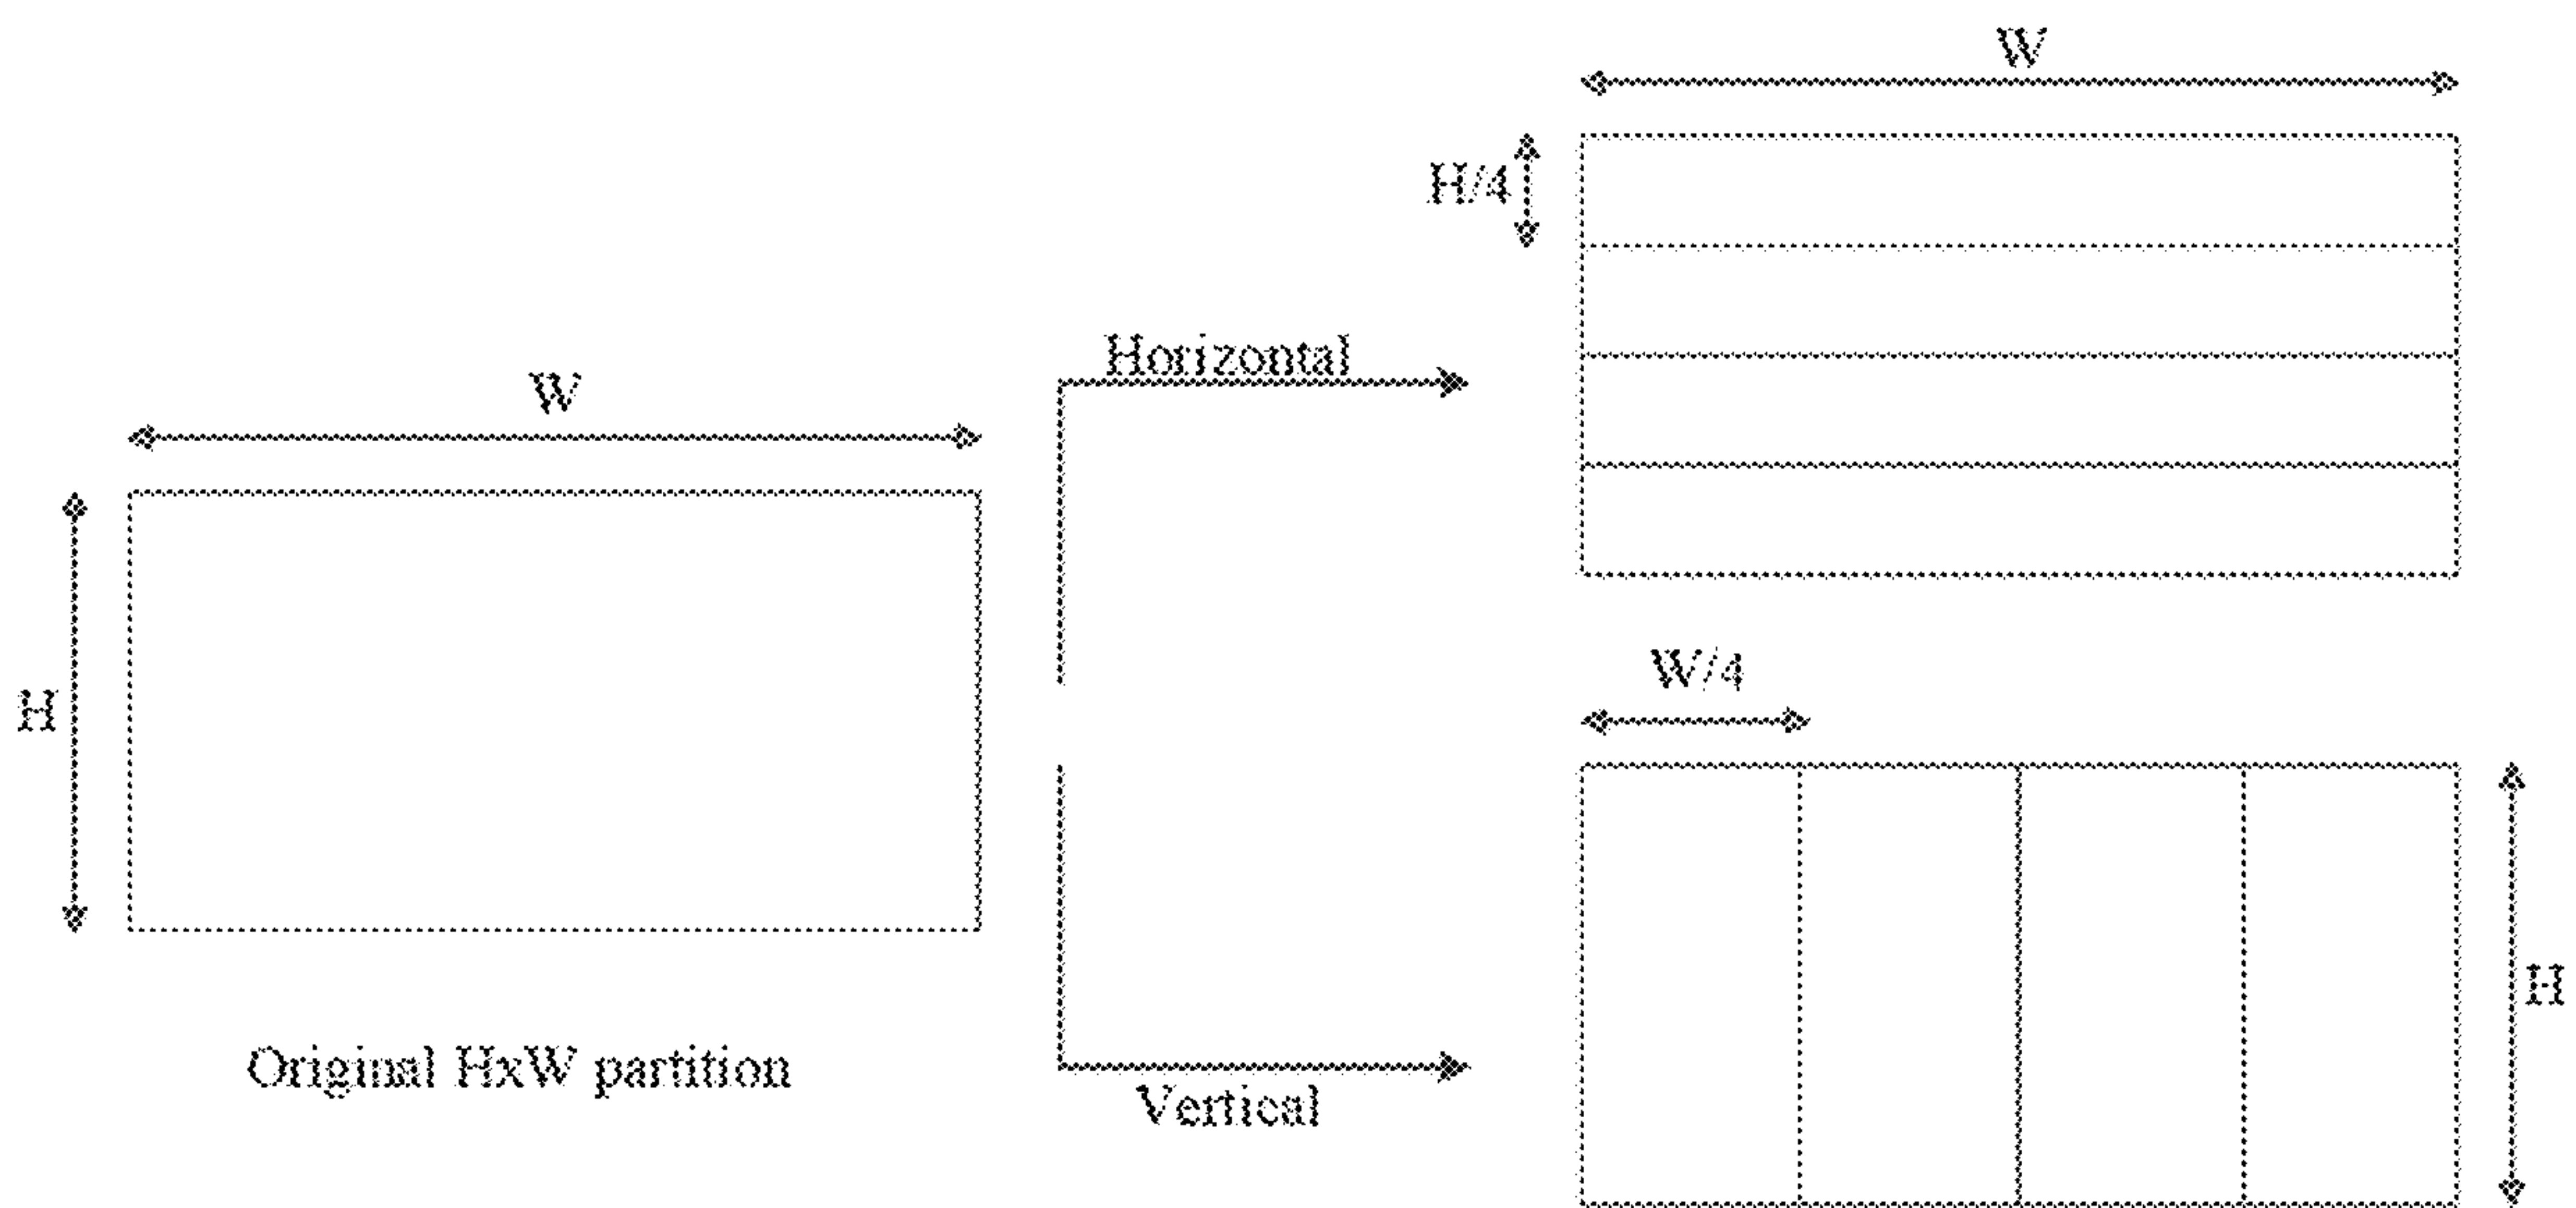 W
H/4
Horizontal
W
H
W/4
H
Original HxW partition
Vertical